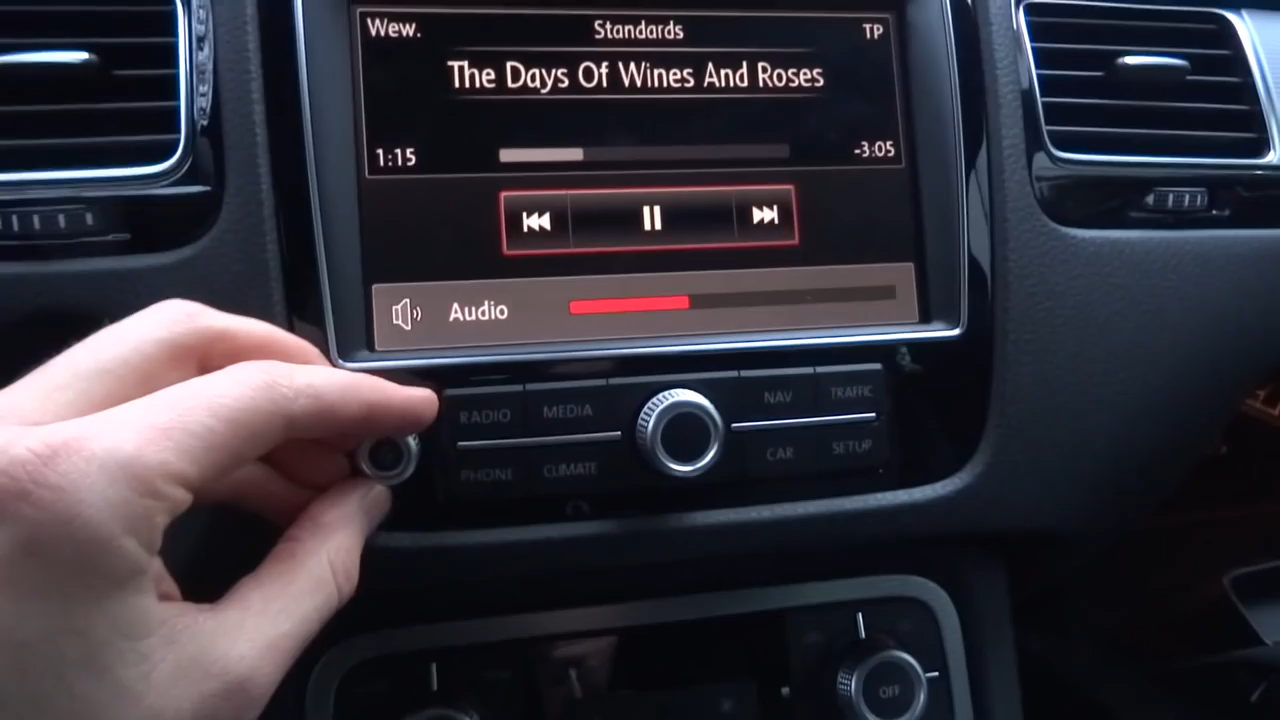 Wew. Standards TP
The Days Of Wines And Roses
1:15 -3:05
Audio
RADIO MEDIA NAV TRAFFIC
PHONE CLIMATE CAR SETUP
OFF